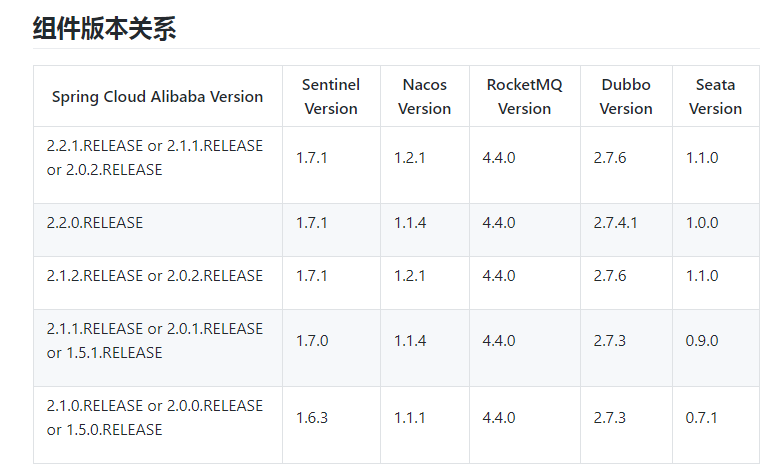 组件版本关系
Spring Cloud Alibaba Version Sentinel Version Nacos Version RocketMQ Version Dubbo Version Seata Version
2.2.1.RELEASE or 2.1.1.RELEASE or 2.0.2.RELEASE 1.7.1 1.2.1 4.4.0 2.7.6 1.1.0
2.2.0.RELEASE 1.7.1 1.1.4 4.4.0 2.7.4.1 1.0.0
2.1.2.RELEASE or 2.0.2.RELEASE 1.7.1 1.2.1 4.4.0 2.7.6 1.1.0
2.1.1.RELEASE or 2.0.1.RELEASE or 1.5.1.RELEASE 1.7.0 1.1.4 4.4.0 2.7.3 0.9.0
2.1.0.RELEASE or 2.0.0.RELEASE or 1.5.0.RELEASE 1.6.3 1.1.1 4.4.0 2.7.3 0.7.1